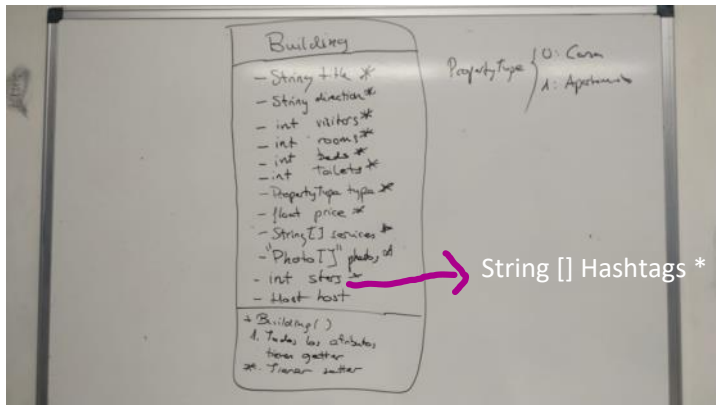 Building
- String title *
- String direction *
- int visitors *
- int rooms *
- int beds *
- int toilets *
- PropertyType type *
- float price *
- String[] services *
- "Photo[]" photos *
- int stars *
- Host host
+ Building()
1. Todos los atributos
tienen getter
*. Tienen setter
PropertyType { 0: Casa
1: Apartamento
String [] Hashtags *